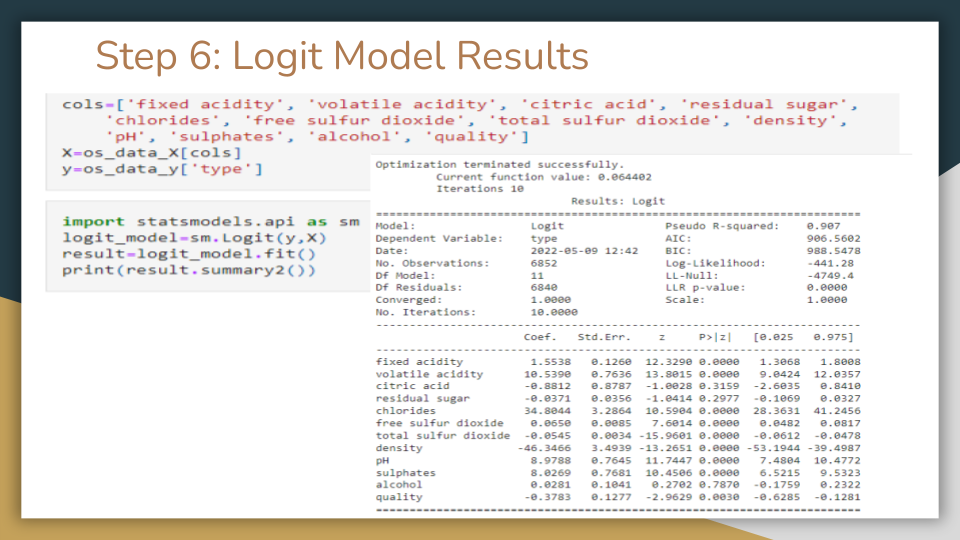 Step 6: Logit Model Results
cols=['fixed acidity', 'volatile acidity', 'citric acid', 'residual sugar',
'chlorides', 'free sulfur dioxide', 'total sulfur dioxide', 'density',
'pH', 'sulphates', 'alcohol', 'quality']
X=os_data_X[cols]
y=os_data_y['type']
import statsmodels.api as sm
logit_model=sm.Logit(y,X)
result=logit_model.fit()
print(result.summary2())
Optimization terminated successfully.
Current function value: 0.064402
Iterations 10
Results: Logit
================================================================
Model: Logit Pseudo R-squared: 0.907
Dependent Variable: type AIC: 906.5602
Date: 2022-05-09 12:42 BIC: 988.5478
No. Observations: 6852 Log-Likelihood: -441.28
Df Model: 11 LL-Null: -4749.4
Df Residuals: 6840 LLR p-value: 0.0000
Converged: 1.0000 Scale: 1.0000
No. Iterations: 10.0000
----------------------------------------------------------------
Coef. Std.Err. z P>|z| [0.025 0.975]
----------------------------------------------------------------
fixed acidity 1.5538 0.1260 12.3290 0.0000 1.3068 1.8008
volatile acidity 10.5390 0.7636 13.8015 0.0000 9.0424 12.0357
citric acid -0.8812 0.8787 -1.0028 0.3159 -2.6035 0.8410
residual sugar -0.0371 0.0356 -1.0414 0.2977 -0.1069 0.0327
chlorides 34.8044 3.2864 10.5904 0.0000 28.3631 41.2456
free sulfur dioxide 0.0650 0.0085 7.6014 0.0000 0.0482 0.0817
total sulfur dioxide -0.0545 0.0034 -15.9601 0.0000 -0.0612 -0.0478
density -46.3466 3.4939 -13.2651 0.0000 -53.1944 -39.4987
pH 8.9788 0.7645 11.7447 0.0000 7.4804 10.4772
sulphates 8.0269 0.7681 10.4506 0.0000 6.5215 9.5323
alcohol 0.0281 0.1041 0.2702 0.7870 -0.1759 0.2322
quality -0.3783 0.1277 -2.9629 0.0030 -0.6285 -0.1281
================================================================